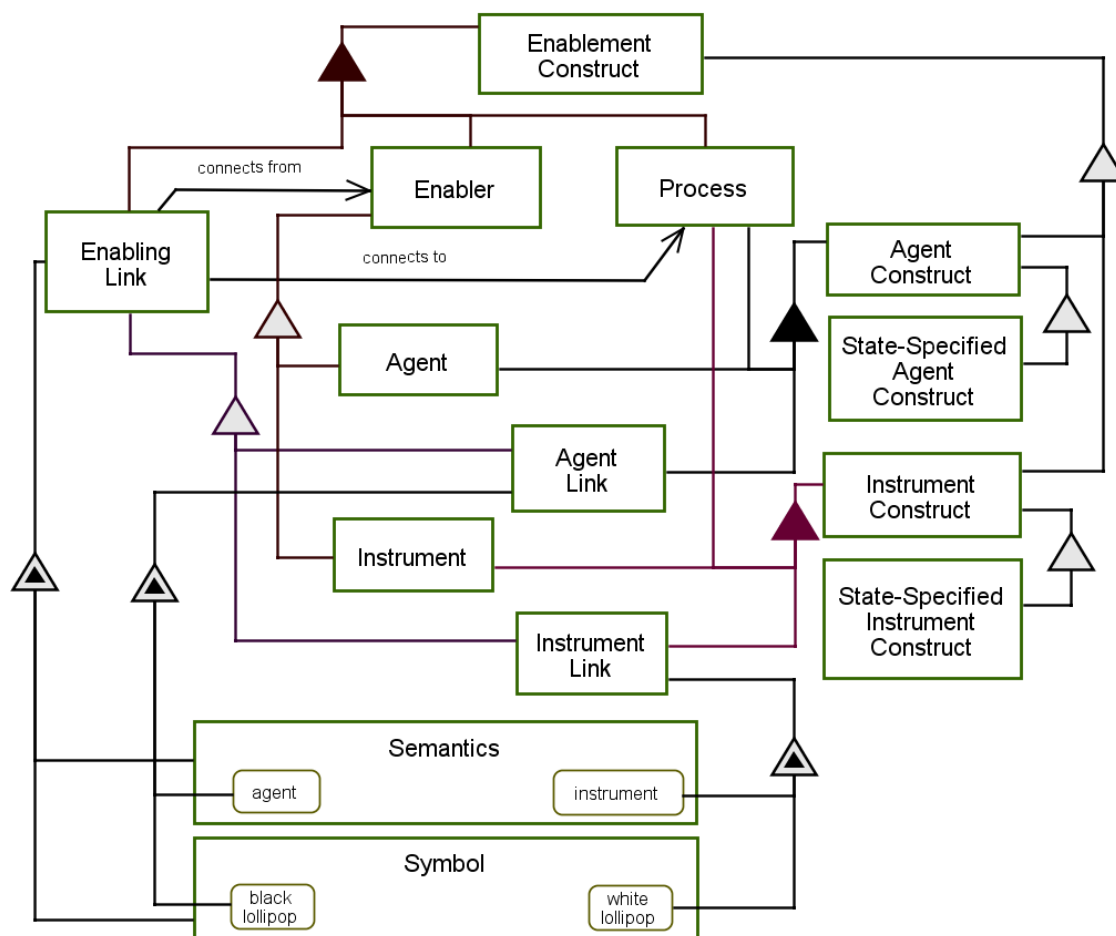 Enablement
Construct
connects from
Enabler
Process
Enabling
Link
connects to
Agent
Construct
Agent
State-Specified
Agent
Construct
Agent
Link
Instrument
Construct
Instrument
State-Specified
Instrument
Construct
Instrument
Link
Semantics
agent
instrument
Symbol
black
lollipop
white
lollipop